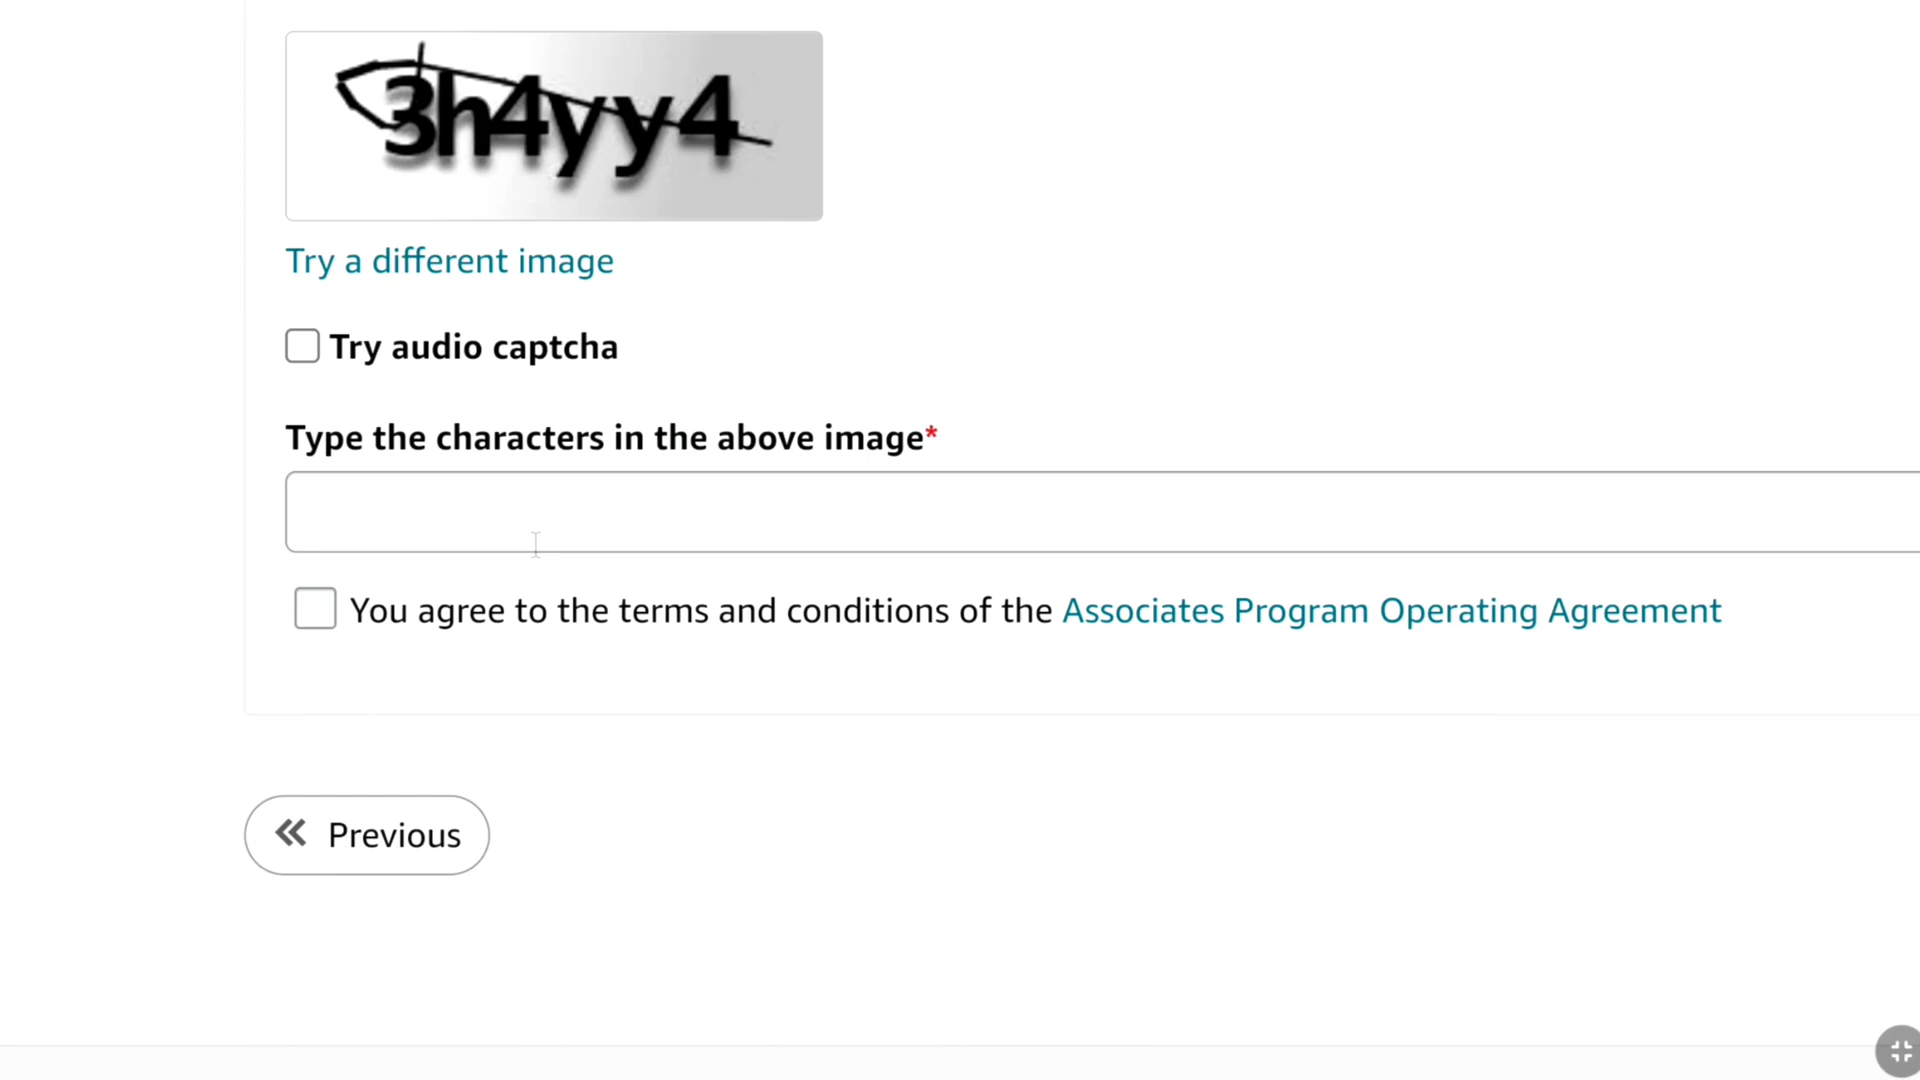 3h4yy4
Try a different image
Try audio captcha
Type the characters in the above image*
You agree to the terms and conditions of the Associates Program Operating Agreement
Previous